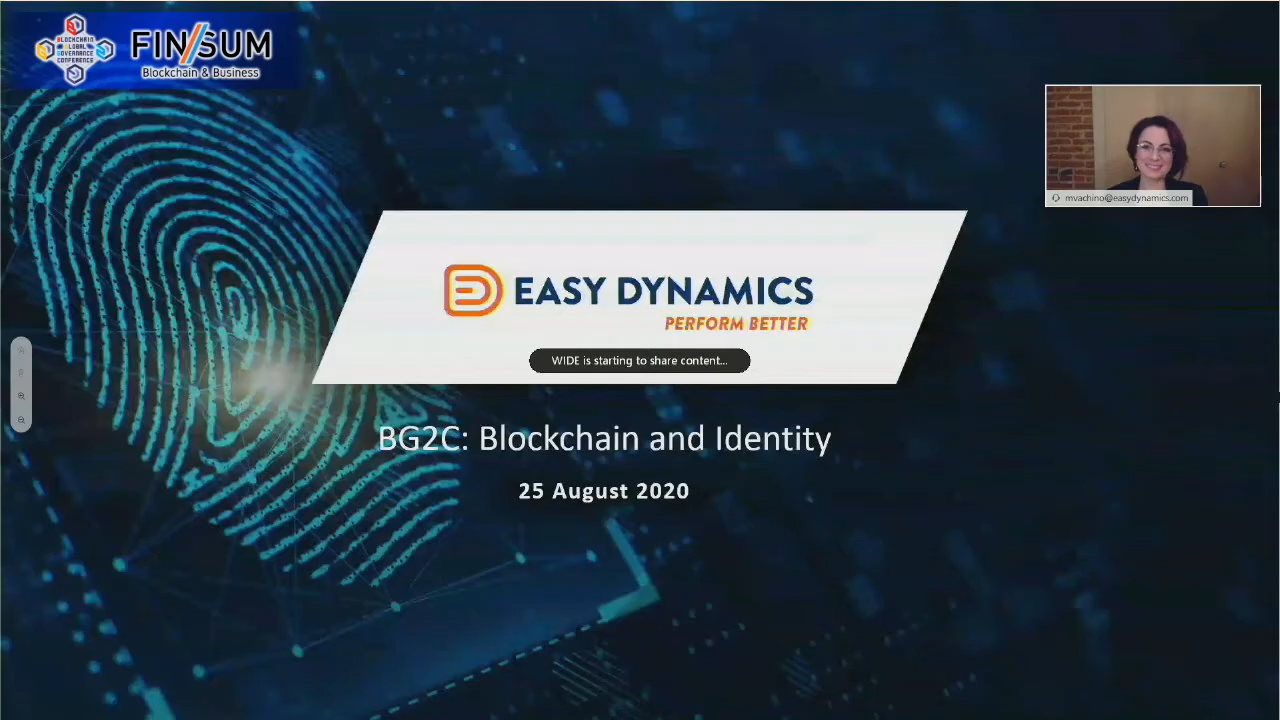 BLOCKCHAIN
GLOBAL
GOVERNANCE
CONFERENCE
FIN/SUM
Blockchain & Business
mvachino@easydynamics.com
EASY DYNAMICS
PERFORM BETTER
WIDE is starting to share content...
BG2C: Blockchain and Identity
25 August 2020